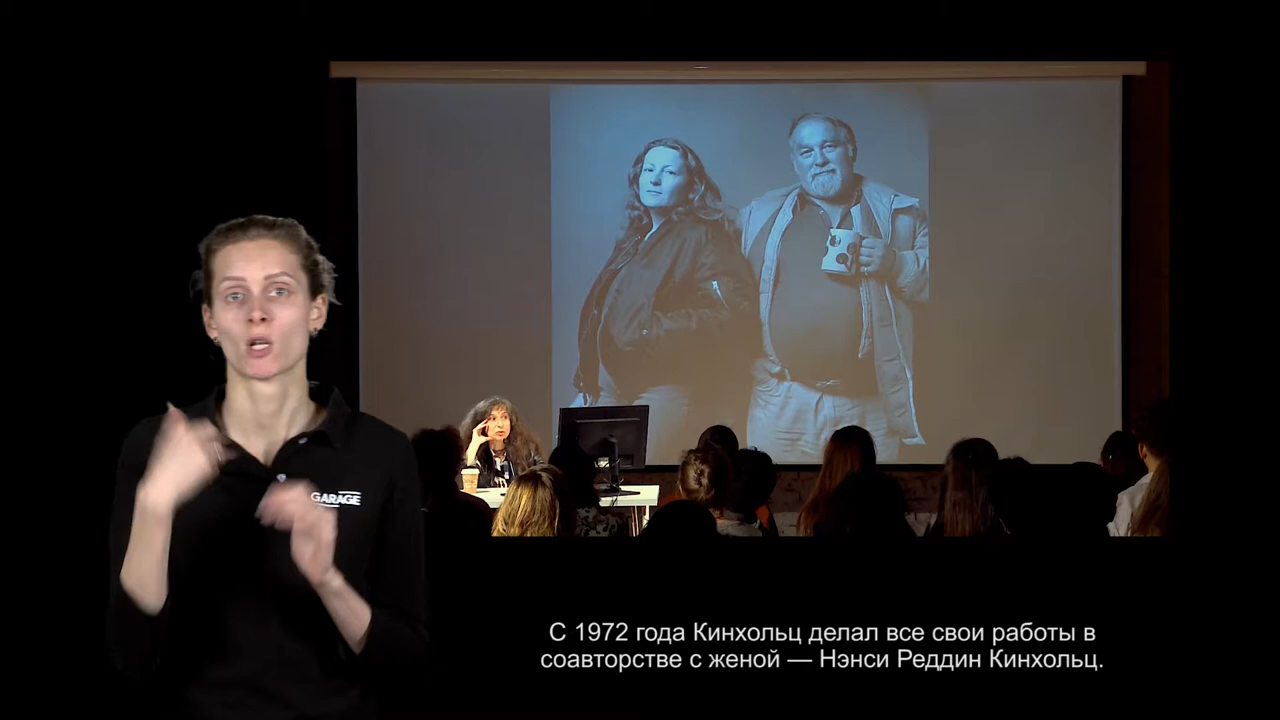 GARAGE
С 1972 года Кинхольц делал все свои работы в
соавторстве с женой — Нэнси Реддин Кинхольц.